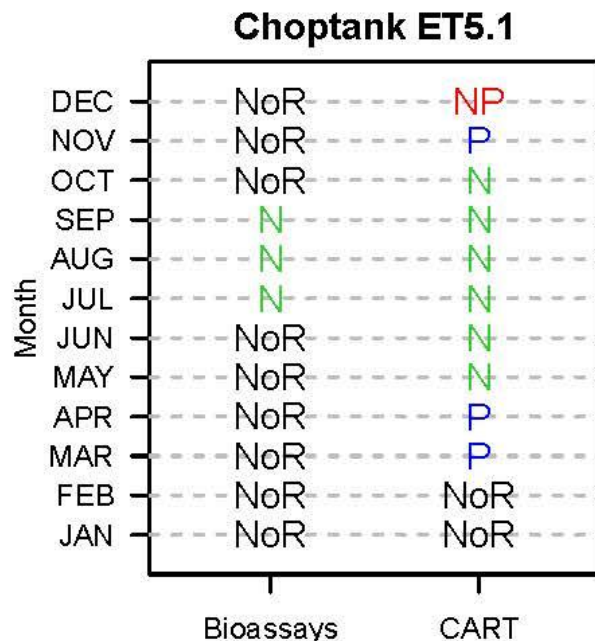 Choptank ET5.1
DEC NoR NP
NOV NoR P
OCT NoR N
SEP N N
AUG N N
JUL N N
JUN NoR N
MAY NoR N
APR NoR P
MAR NoR P
FEB NoR NoR
JAN NoR NoR
Month
Bioassays CART